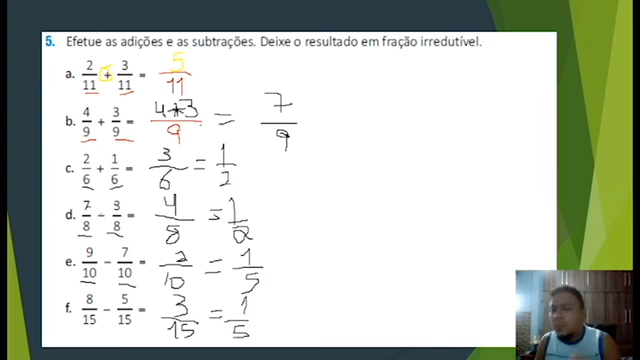 5. Efetue as adições e as subtrações. Deixe o resultado em fração irredutível.
a. 2/11 + 3/11 = 5/11
b. 4/9 + 3/9 = 4+3/9 = 7/9
c. 2/6 + 1/6 = 3/6 = 1/2
d. 7/8 − 3/8 = 4/8 = 1/2
e. 9/10 − 7/10 = 2/10 = 1/5
f. 8/15 − 5/15 = 3/15 = 1/5